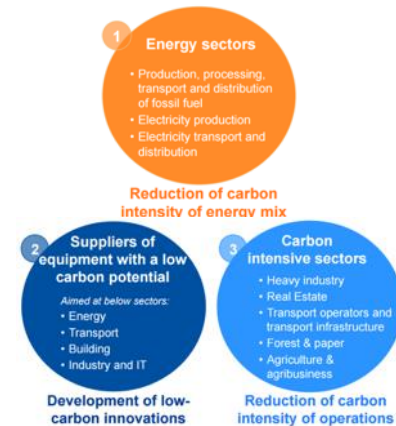 1
Energy sectors
• Production, processing,
transport and distribution
of fossil fuel
• Electricity production
• Electricity transport and
distribution
Reduction of carbon
intensity of energy mix
2
Suppliers of
equipment with a low
carbon potential
Aimed at below sectors:
• Energy
• Transport
• Building
• Industry and IT
Development of low-
carbon innovations
3
Carbon
intensive sectors
• Heavy industry
• Real Estate
• Transport operators and
transport infrastructure
• Forest & paper
• Agriculture &
agribusiness
Reduction of carbon
intensity of operations